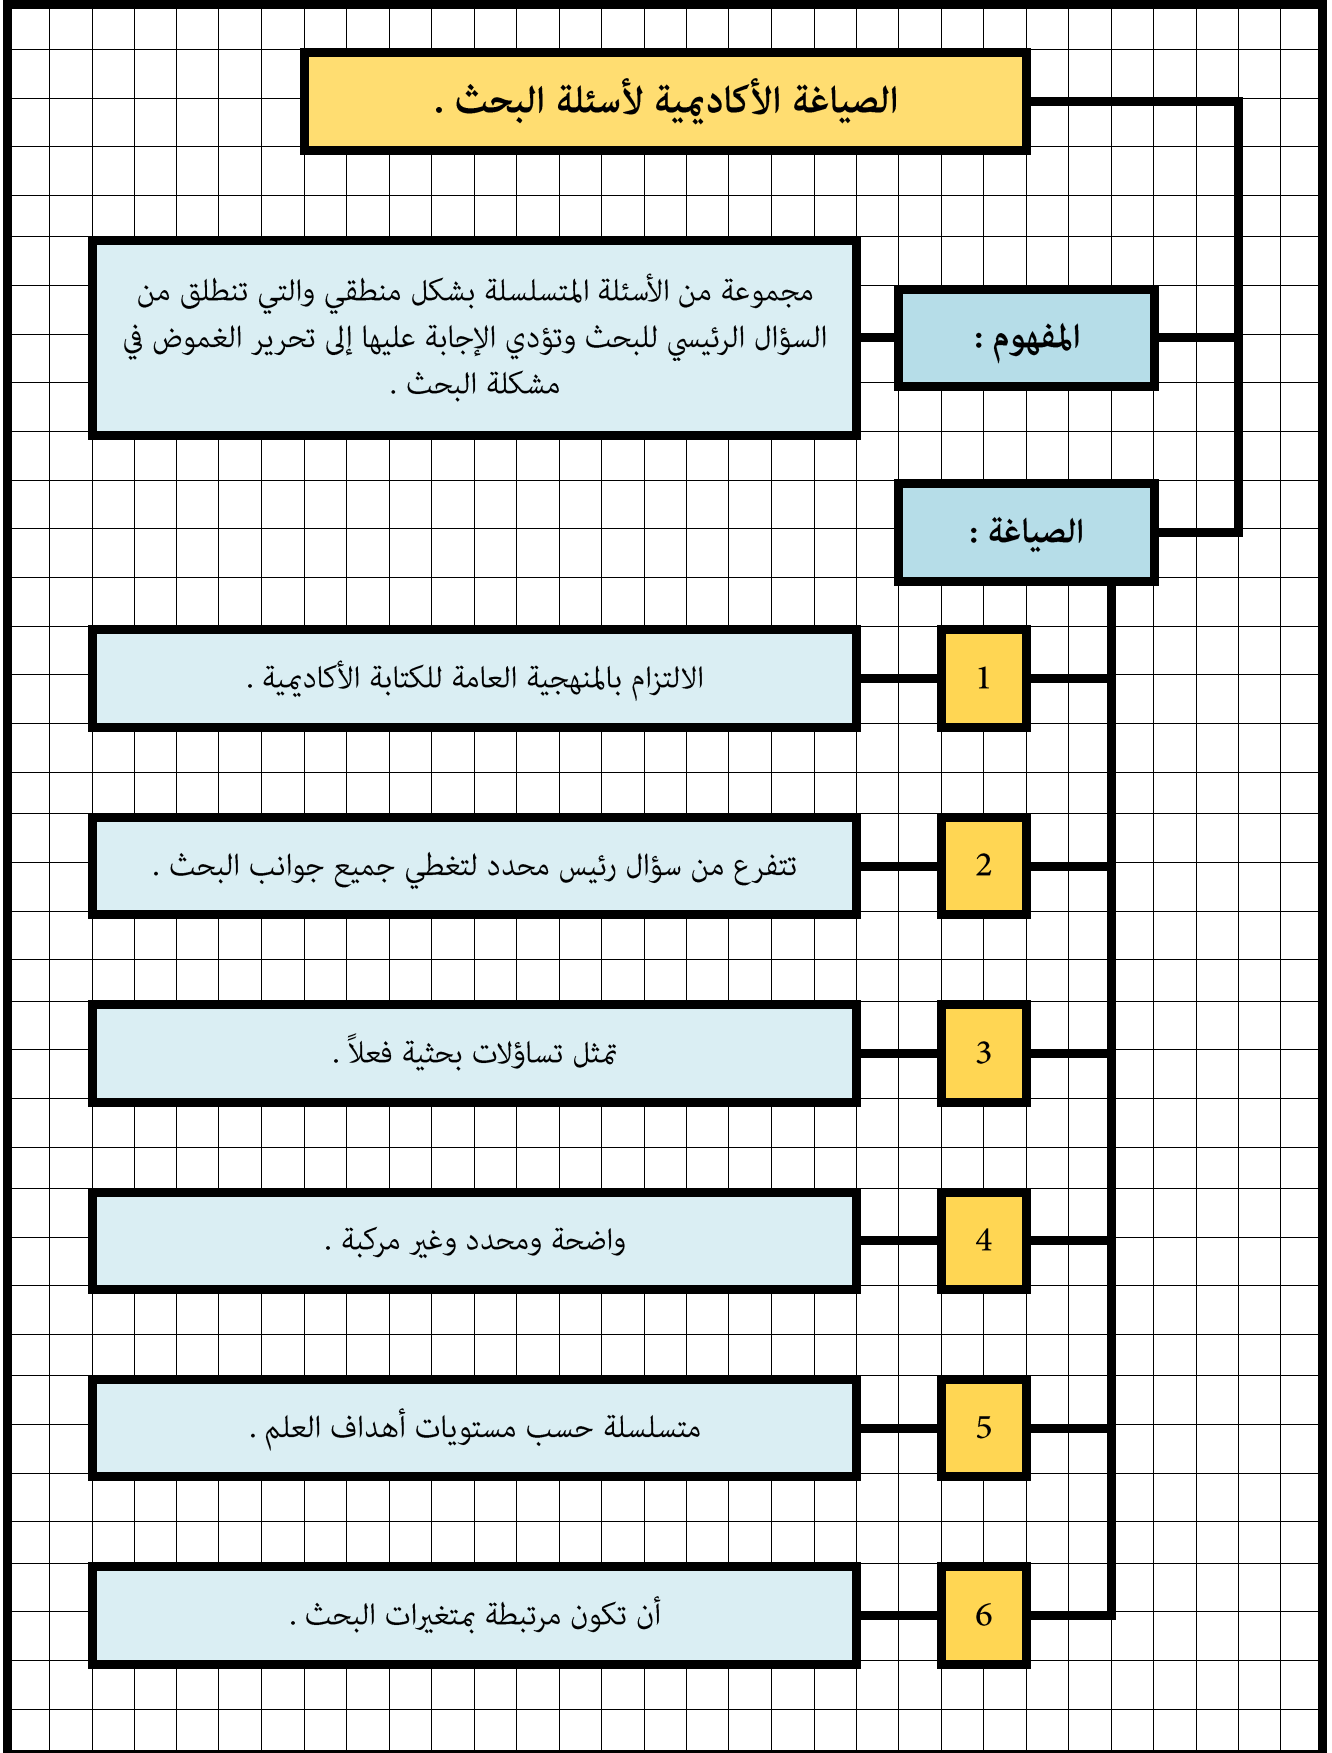 الصياغة الأكاديمية لأسئلة البحث .
المفهوم :
مجموعة من الأسئلة المتسلسلة بشكل منطقي والتي تنطلق من
السؤال الرئيسي للبحث وتؤدي الإجابة عليها إلى تحرير الغموض في
مشكلة البحث .
الصياغة :
1
الالتزام بالمنهجية العامة للكتابة الأكاديمية .
2
تتفرع من سؤال رئيس محدد لتغطي جميع جوانب البحث .
3
تمثل تساؤلات بحثية فعلاً .
4
واضحة ومحدد وغير مركبة .
5
متسلسلة حسب مستويات أهداف العلم .
6
أن تكون مرتبطة بمتغيرات البحث .